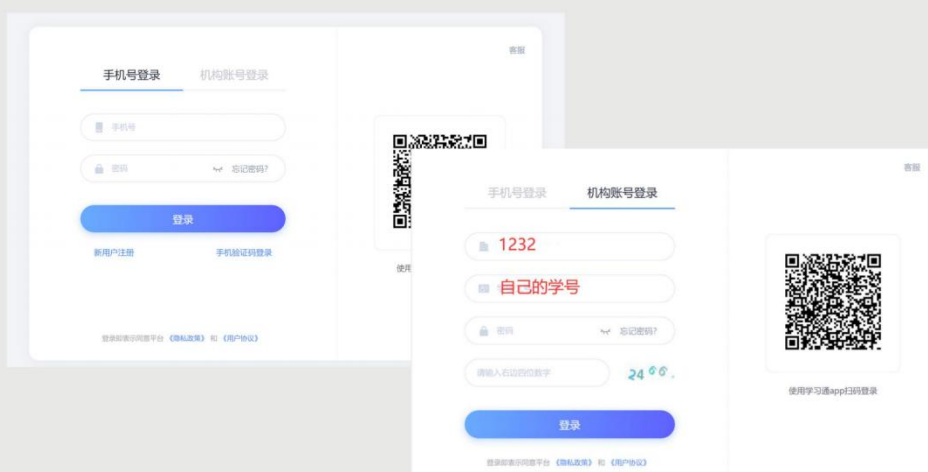 客服
手机号登录 机构账号登录
手机号
密码 忘记密码?
登录
新用户注册 手机验证码登录
使用
登录即表示同意平台 《隐私政策》 和 《用户协议》
客服
手机号登录 机构账号登录
1232
自己的学号
密码 忘记密码?
请输入右边四位数字 2466
登录
使用学习通app扫码登录
登录即表示同意平台 《隐私政策》 和 《用户协议》